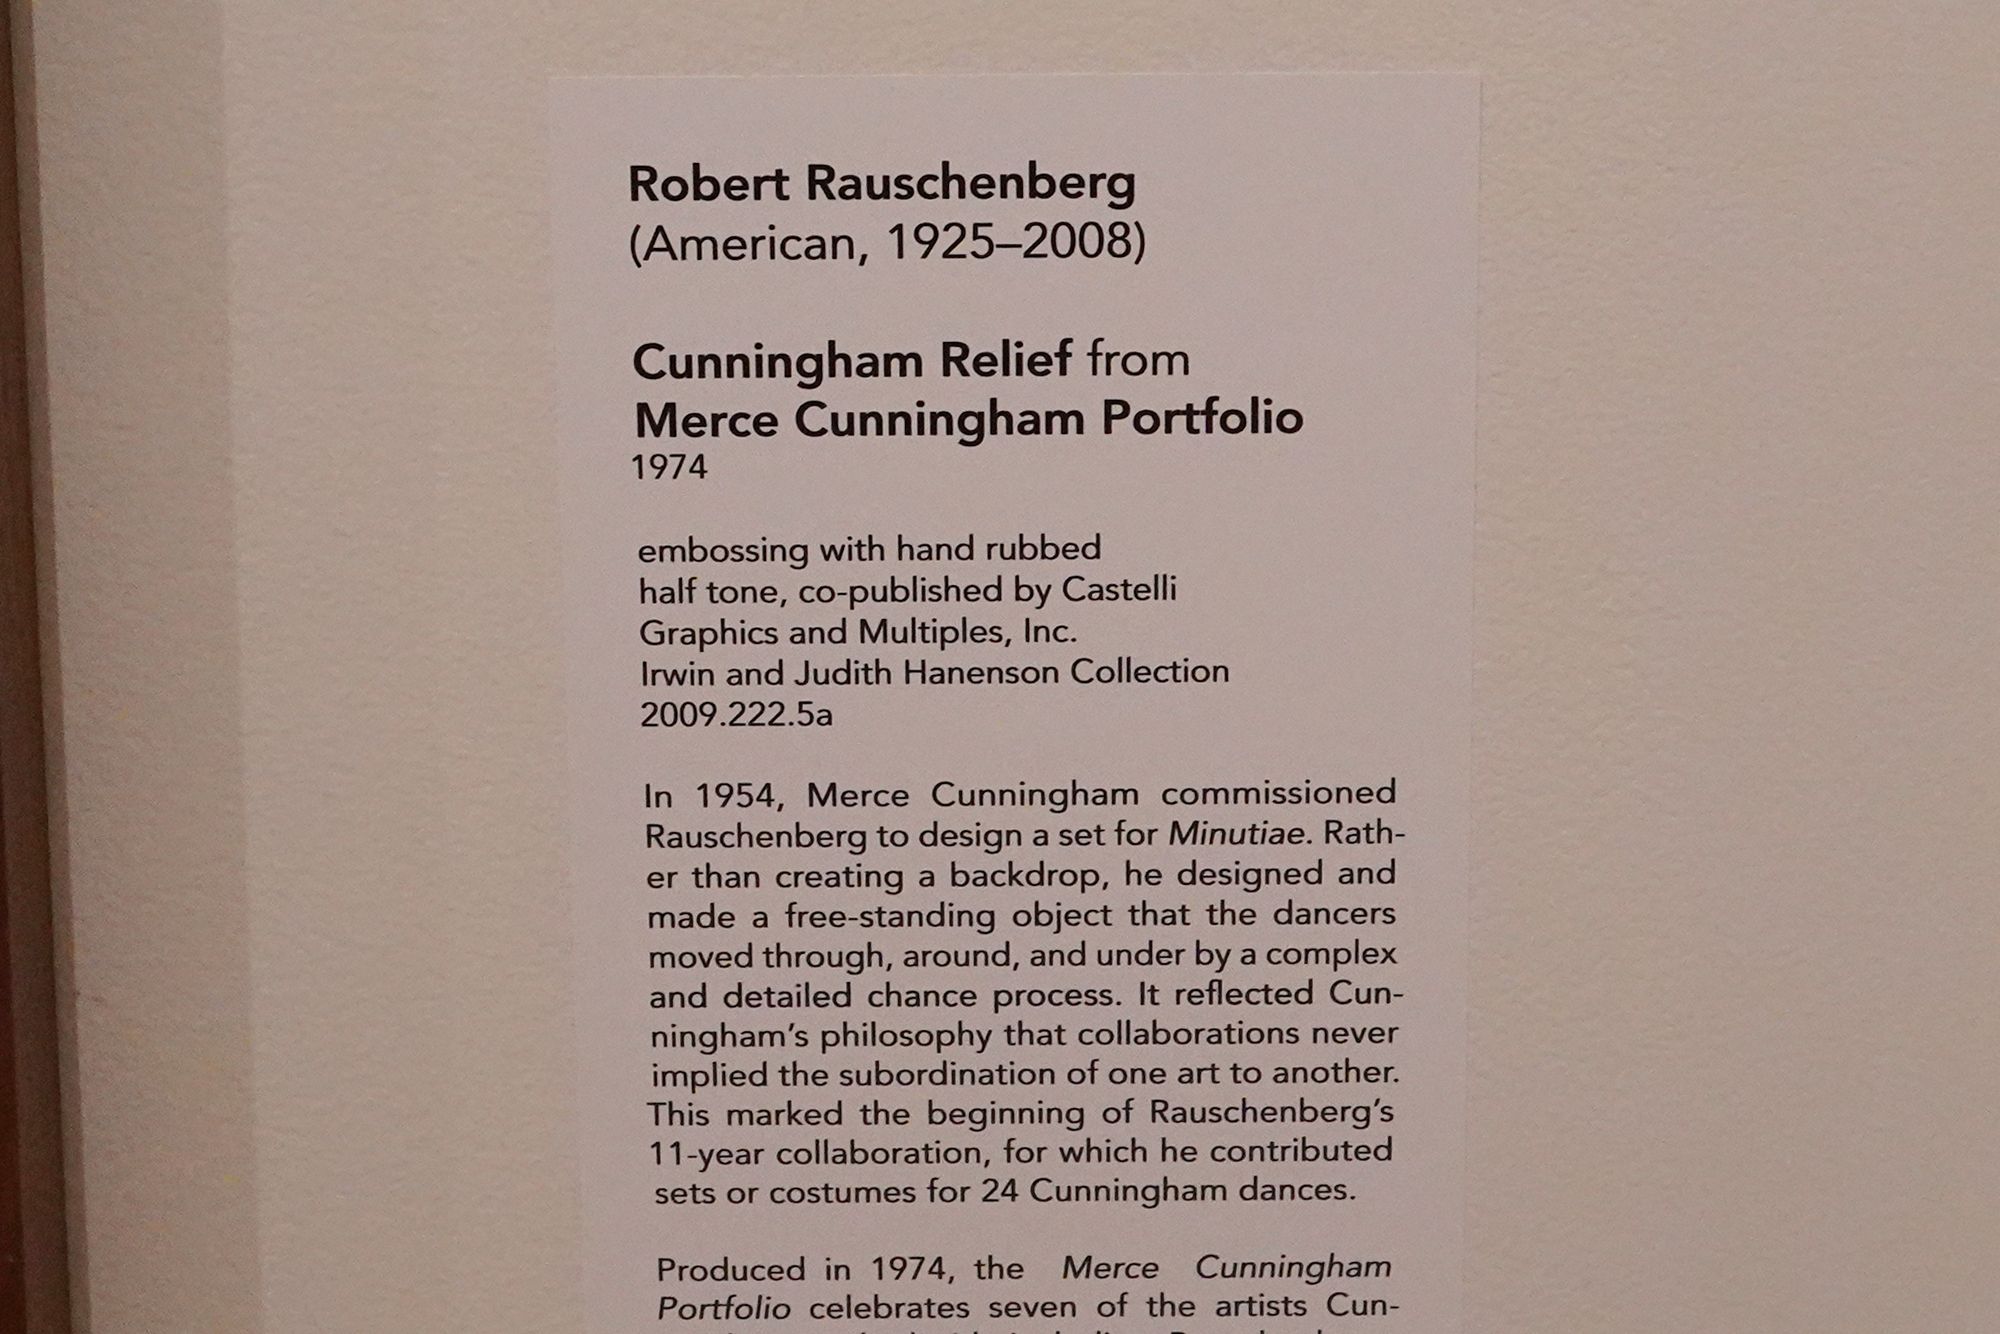 Robert Rauschenberg
(American, 1925–2008)
Cunningham Relief from
Merce Cunningham Portfolio
1974
embossing with hand rubbed
half tone, co-published by Castelli
Graphics and Multiples, Inc.
Irwin and Judith Hanenson Collection
2009.222.5a
In 1954, Merce Cunningham commissioned
Rauschenberg to design a set for Minutiae. Rath-
er than creating a backdrop, he designed and
made a free-standing object that the dancers
moved through, around, and under by a complex
and detailed chance process. It reflected Cun-
ningham’s philosophy that collaborations never
implied the subordination of one art to another.
This marked the beginning of Rauschenberg’s
11-year collaboration, for which he contributed
sets or costumes for 24 Cunningham dances.
Produced in 1974, the Merce Cunningham
Portfolio celebrates seven of the artists Cun-